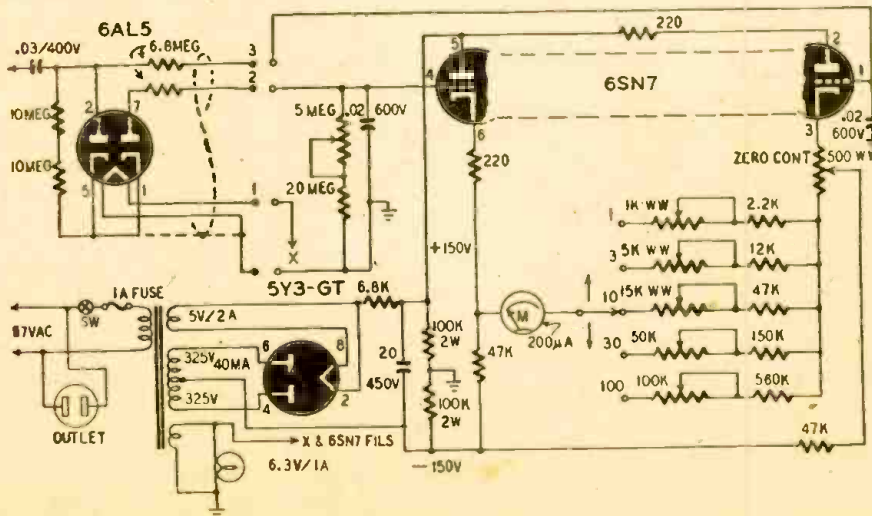 6AL5
.03/400V
6.8MEG
3
2
1
10MEG
10MEG
2
7
5
1
5 MEG
.02
600V
20 MEG
X
220
5
4
6
6SN7
2
1
3
.02
600V
220
ZERO CONT
500 WW
1
1K WW
2.2K
3
5K WW
12K
10
15K WW
47K
30
50K
150K
100
100K
560K
+150V
M
200µA
47K
47K
100K
2W
100K
2W
-150V
5Y3-GT
6.8K
1A FUSE
SW
117VAC
5V/2A
325V
40MA
325V
6
8
4
2
20
450V
OUTLET
X & 6SN7 FILS
6.3V/1A